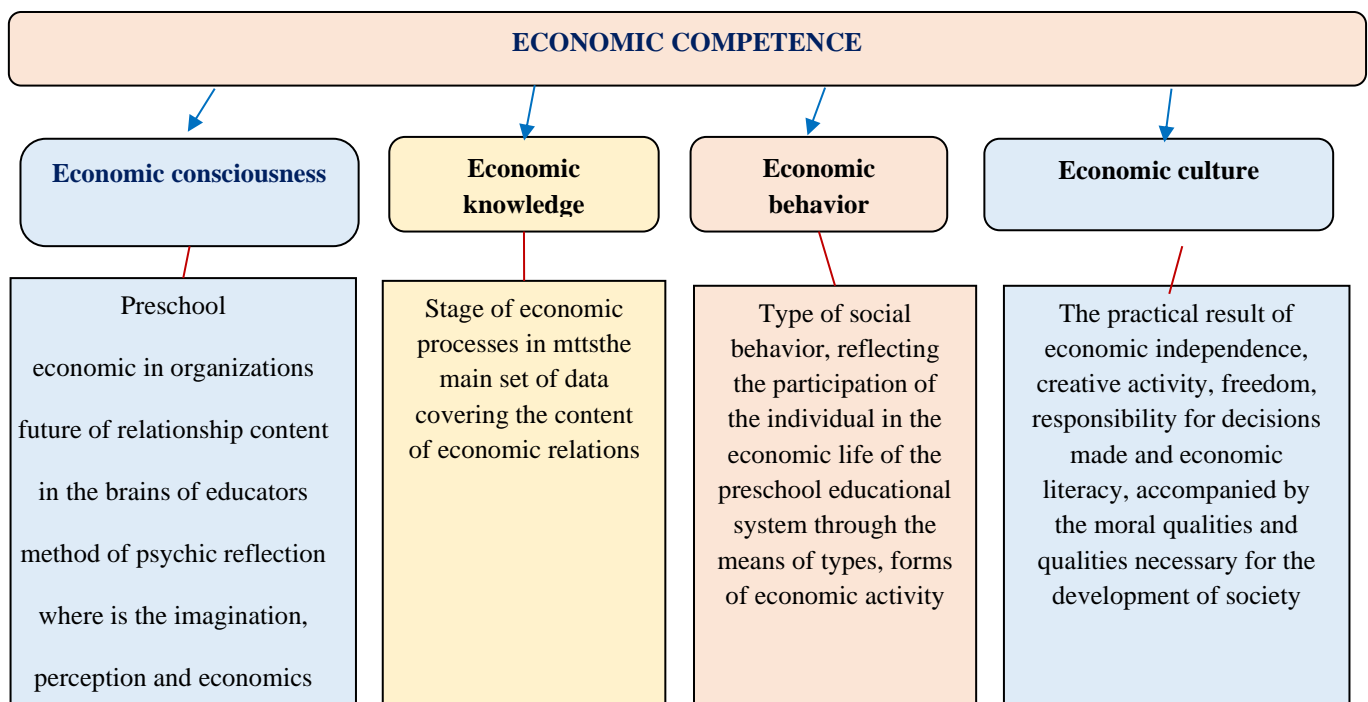 ECONOMIC COMPETENCE
Economic consciousness
Economic
knowledge
Economic
behavior
Economic culture
Preschool
economic in organizations
future of relationship content
in the brains of educators
method of psychic reflection
where is the imagination,
perception and economics
Stage of economic
processes in mttsthe
main set of data
covering the content
of economic relations
Type of social
behavior, reflecting
the participation of
the individual in the
economic life of the
preschool educational
system through the
means of types, forms
of economic activity
The practical result of
economic independence,
creative activity, freedom,
responsibility for decisions
made and economic
literacy, accompanied by
the moral qualities and
qualities necessary for the
development of society